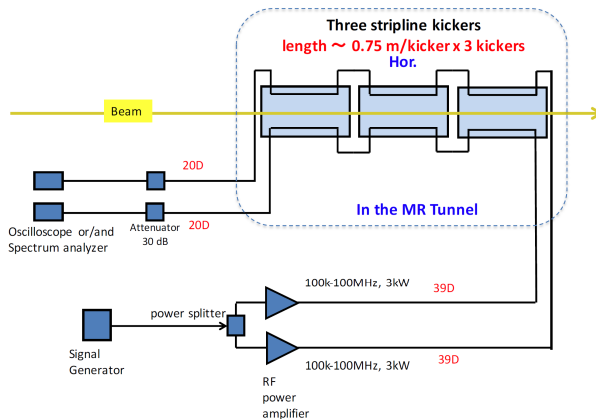 Three stripline kickers
length ～ 0.75 m/kicker x 3 kickers
Hor.
Beam
20D
20D
Oscilloscope or/and
Spectrum analyzer
Attenuator
30 dB
In the MR Tunnel
100k-100MHz, 3kW
39D
power splitter
Signal
Generator
100k-100MHz, 3kW
39D
RF
power
amplifier